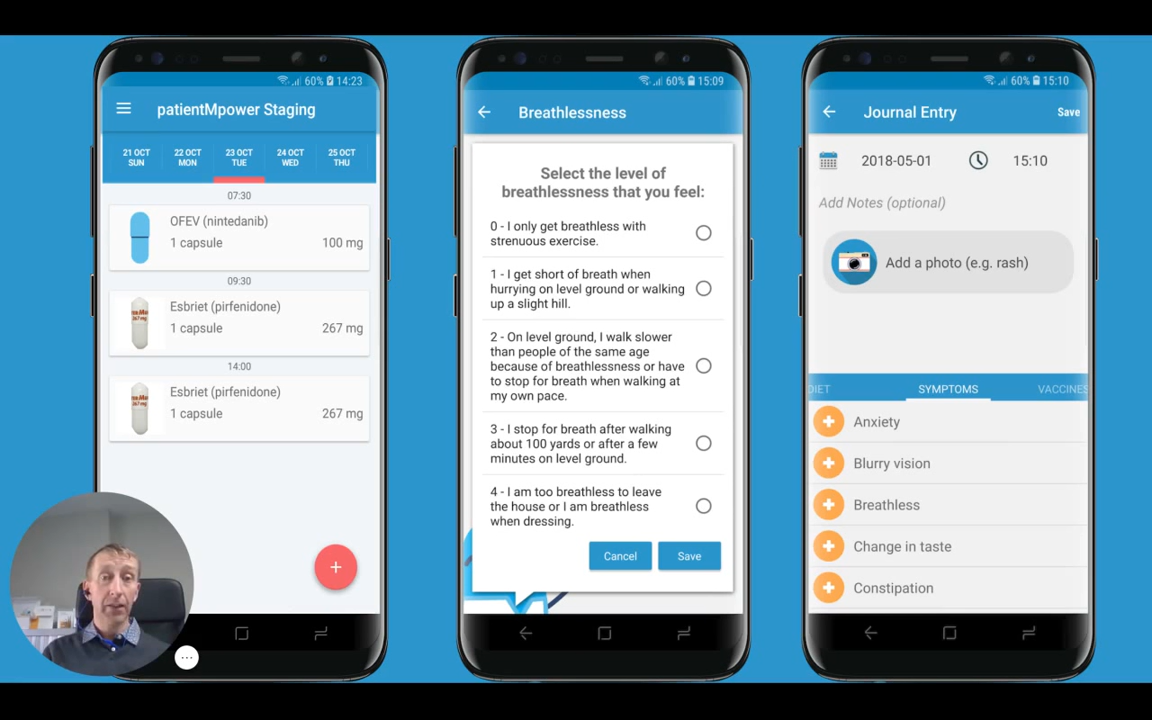 60% 14:23
patientMpower Staging
21 OCT 22 OCT 23 OCT 24 OCT 25 OCT
SUN MON TUE WED THU
07:30
OFEV (nintedanib)
1 capsule 100 mg
09:30
Esbriet (pirfenidone)
1 capsule 267 mg
14:00
Esbriet (pirfenidone)
1 capsule 267 mg
+
60% 15:09
Breathlessness
Select the level of
breathlessness that you feel:
0 - I only get breathless with
strenuous exercise.
1 - I get short of breath when
hurrying on level ground or walking
up a slight hill.
2 - On level ground, I walk slower
than people of the same age
because of breathlessness or have
to stop for breath when walking at
my own pace.
3 - I stop for breath after walking
about 100 yards or after a few
minutes on level ground.
4 - I am too breathless to leave
the house or I am breathless
when dressing.
Cancel Save
60% 15:10
Journal Entry Save
2018-05-01 15:10
Add Notes (optional)
Add a photo (e.g. rash)
DIET SYMPTOMS VACCINES
Anxiety
Blurry vision
Breathless
Change in taste
Constipation